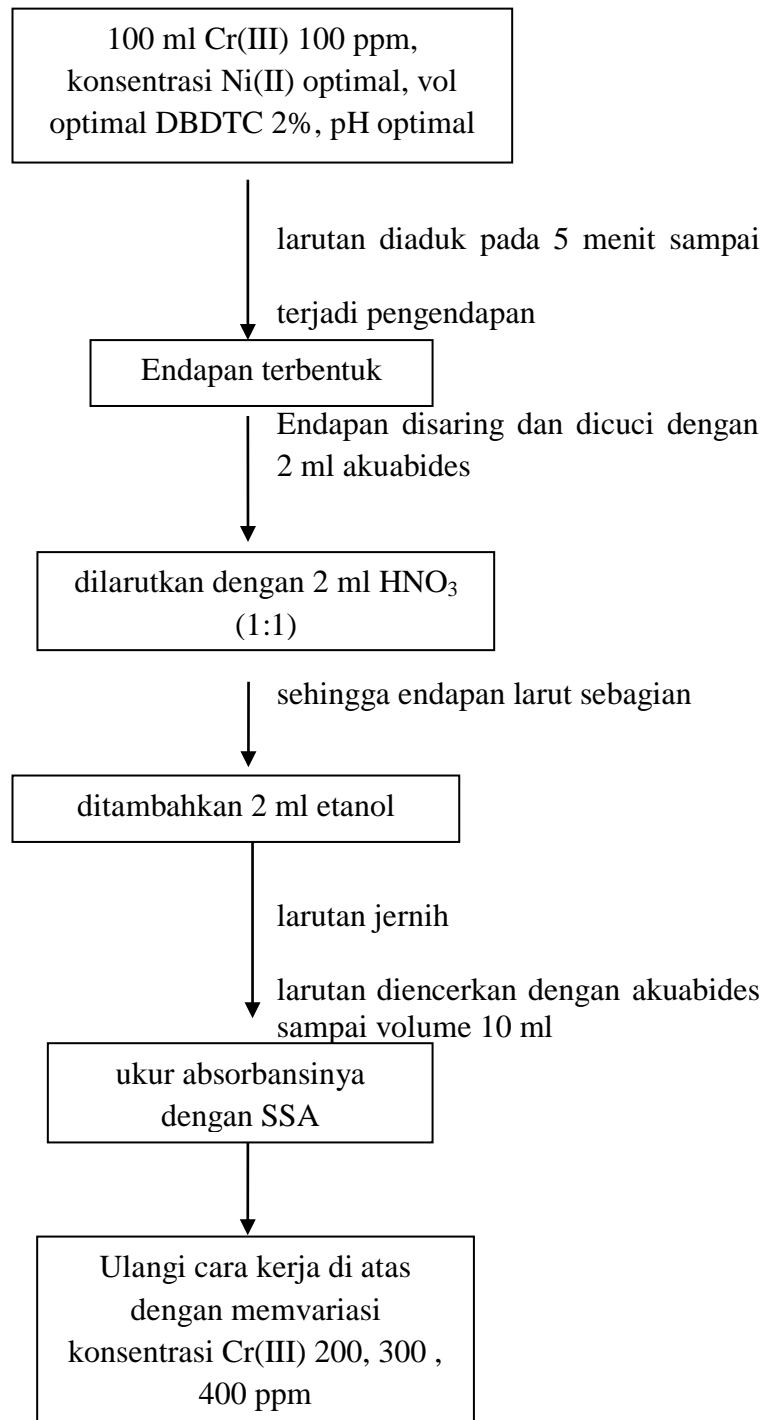 100 ml Cr(III) 100 ppm,
konsentrasi Ni(II) optimal, vol
optimal DBDTC 2%, pH optimal
larutan diaduk pada 5 menit sampai
terjadi pengendapan
Endapan terbentuk
Endapan disaring dan dicuci dengan
2 ml akuabides
dilarutkan dengan 2 ml HNO₃
(1:1)
sehingga endapan larut sebagian
ditambahkan 2 ml etanol
larutan jernih
larutan diencerkan dengan akuabides
sampai volume 10 ml
ukur absorbansinya
dengan SSA
Ulangi cara kerja di atas
dengan memvariasi
konsentrasi Cr(III) 200, 300 ,
400 ppm